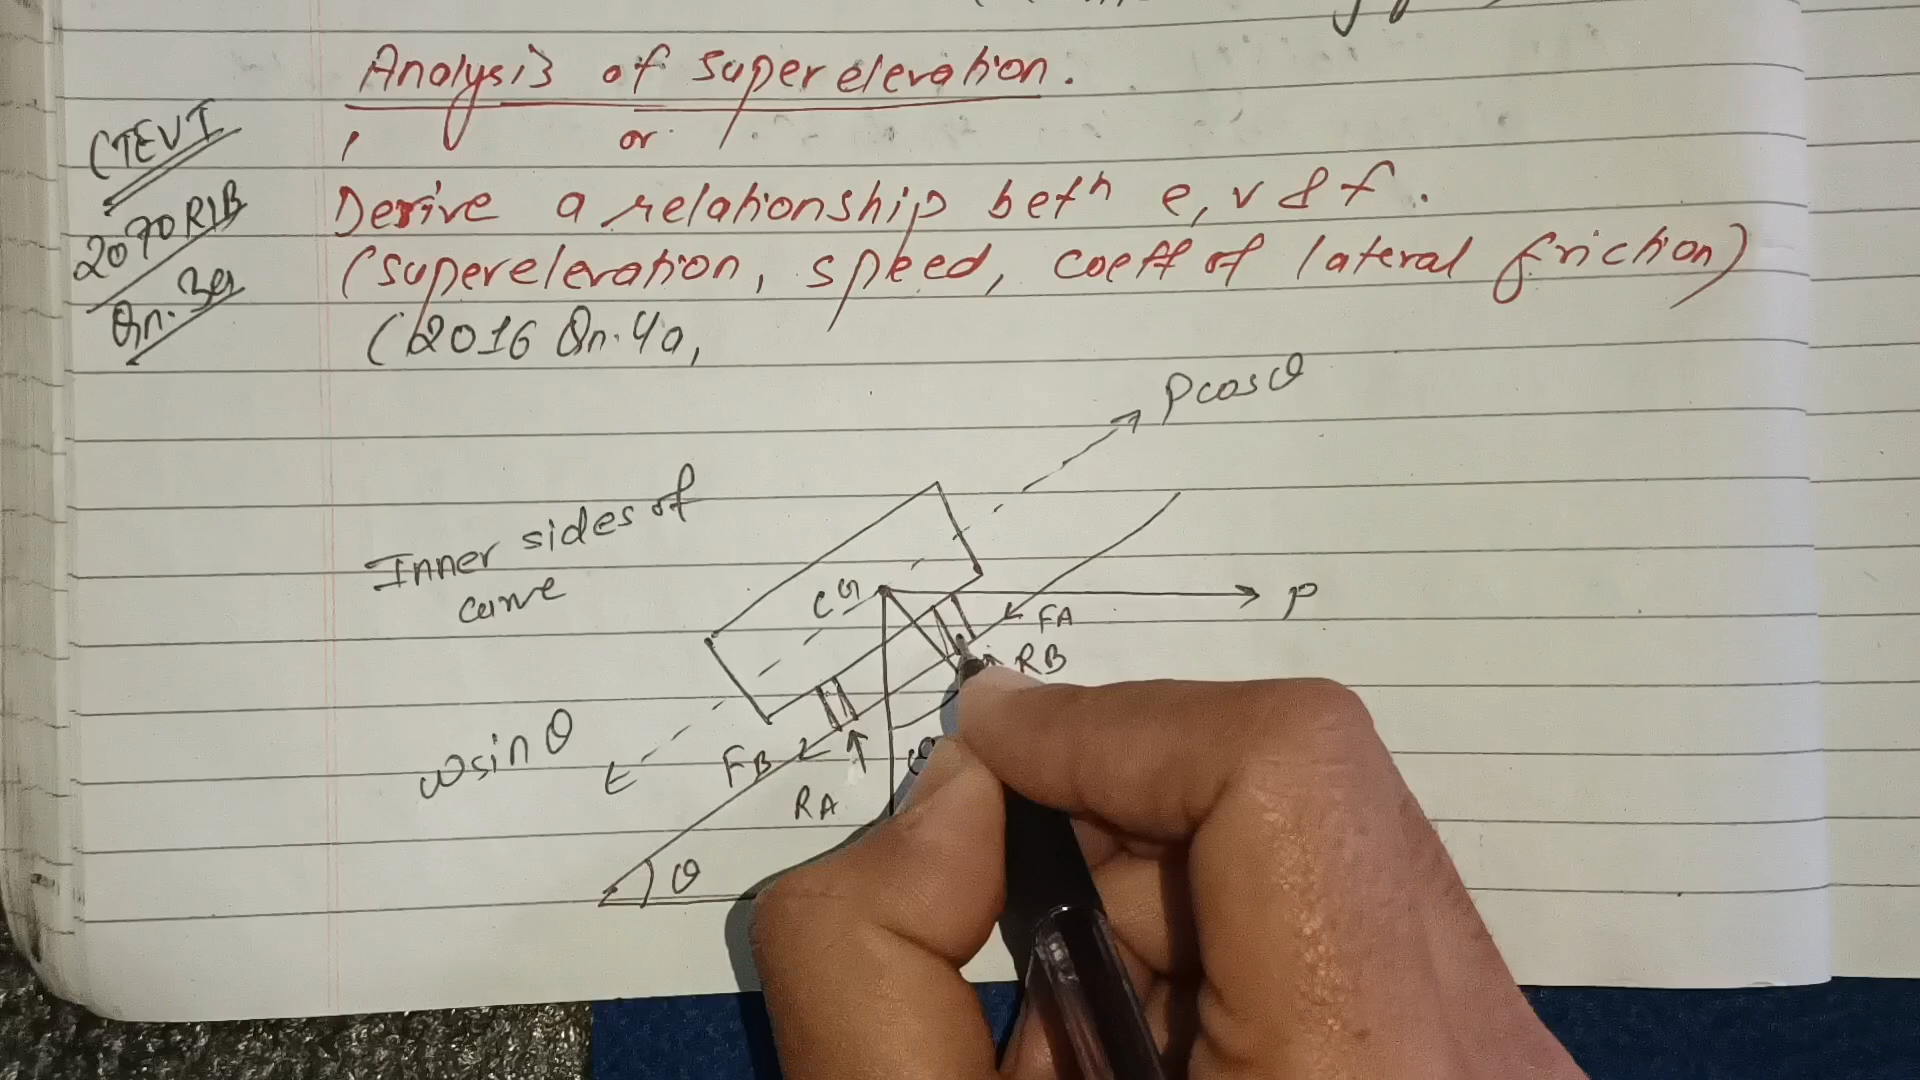 Analysis of superelevation.
or
Derive a relationship betn e, v & f.
(superelevation, speed, coeff of lateral friction)
(2016 Qn. 4a,
CTEVT
2070 R/B
Qn. 3a
Pcosθ
Inner sides of
curve
CG
P
FA
RB
wsinθ
FB
RA
θ